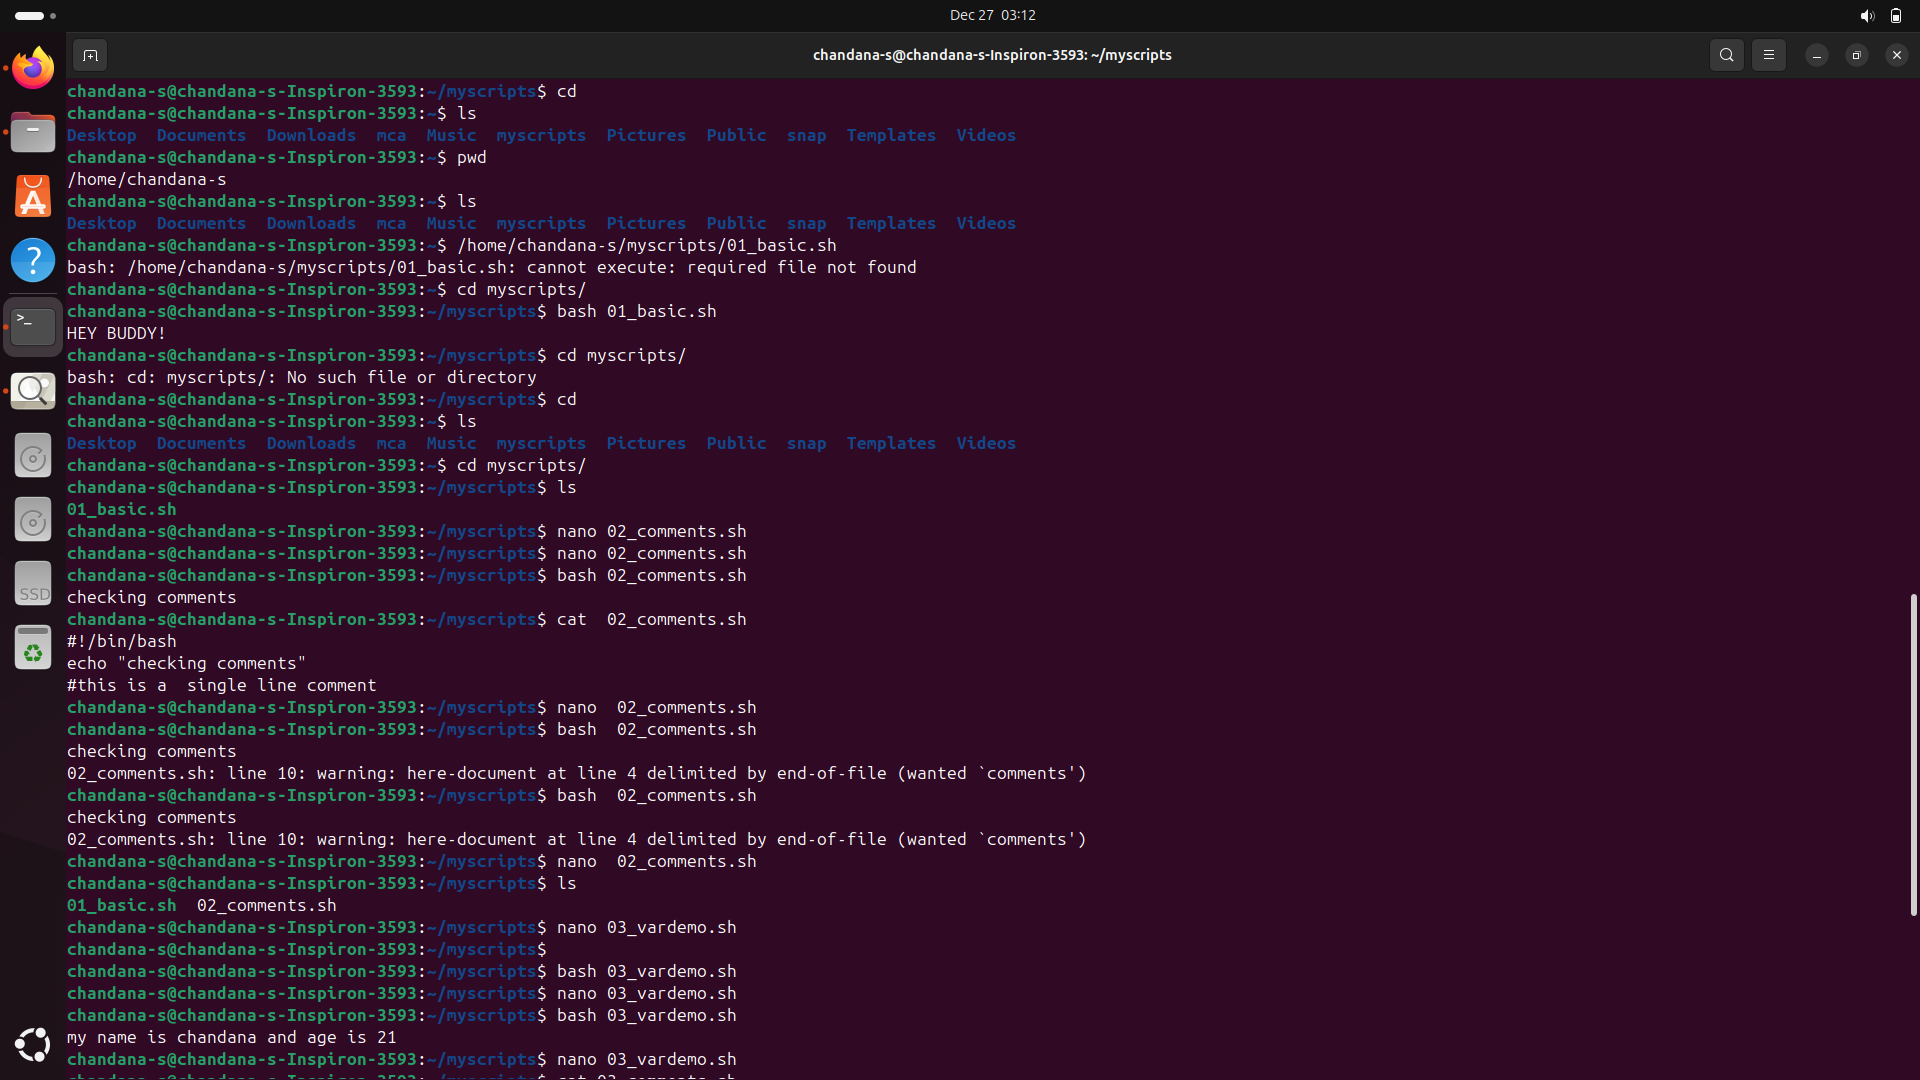 Dec 27 03:12
chandana-s@chandana-s-Inspiron-3593: ~/myscripts
chandana-s@chandana-s-Inspiron-3593:~/myscripts$ cd
chandana-s@chandana-s-Inspiron-3593:~$ ls
Desktop  Documents  Downloads  mca  Music  myscripts  Pictures  Public  snap  Templates  Videos
chandana-s@chandana-s-Inspiron-3593:~$ pwd
/home/chandana-s
chandana-s@chandana-s-Inspiron-3593:~$ ls
Desktop  Documents  Downloads  mca  Music  myscripts  Pictures  Public  snap  Templates  Videos
chandana-s@chandana-s-Inspiron-3593:~$ /home/chandana-s/myscripts/01_basic.sh
bash: /home/chandana-s/myscripts/01_basic.sh: cannot execute: required file not found
chandana-s@chandana-s-Inspiron-3593:~$ cd myscripts/
chandana-s@chandana-s-Inspiron-3593:~/myscripts$ bash 01_basic.sh
HEY BUDDY!
chandana-s@chandana-s-Inspiron-3593:~/myscripts$ cd myscripts/
bash: cd: myscripts/: No such file or directory
chandana-s@chandana-s-Inspiron-3593:~/myscripts$ cd
chandana-s@chandana-s-Inspiron-3593:~$ ls
Desktop  Documents  Downloads  mca  Music  myscripts  Pictures  Public  snap  Templates  Videos
chandana-s@chandana-s-Inspiron-3593:~$ cd myscripts/
chandana-s@chandana-s-Inspiron-3593:~/myscripts$ ls
01_basic.sh
chandana-s@chandana-s-Inspiron-3593:~/myscripts$ nano 02_comments.sh
chandana-s@chandana-s-Inspiron-3593:~/myscripts$ nano 02_comments.sh
chandana-s@chandana-s-Inspiron-3593:~/myscripts$ bash 02_comments.sh
checking comments
chandana-s@chandana-s-Inspiron-3593:~/myscripts$ cat  02_comments.sh
#!/bin/bash
echo "checking comments"
#this is a  single line comment
chandana-s@chandana-s-Inspiron-3593:~/myscripts$ nano  02_comments.sh
chandana-s@chandana-s-Inspiron-3593:~/myscripts$ bash  02_comments.sh
checking comments
02_comments.sh: line 10: warning: here-document at line 4 delimited by end-of-file (wanted `comments')
chandana-s@chandana-s-Inspiron-3593:~/myscripts$ bash  02_comments.sh
checking comments
02_comments.sh: line 10: warning: here-document at line 4 delimited by end-of-file (wanted `comments')
chandana-s@chandana-s-Inspiron-3593:~/myscripts$ nano  02_comments.sh
chandana-s@chandana-s-Inspiron-3593:~/myscripts$ ls
01_basic.sh  02_comments.sh
chandana-s@chandana-s-Inspiron-3593:~/myscripts$ nano 03_vardemo.sh
chandana-s@chandana-s-Inspiron-3593:~/myscripts$
chandana-s@chandana-s-Inspiron-3593:~/myscripts$ bash 03_vardemo.sh
chandana-s@chandana-s-Inspiron-3593:~/myscripts$ nano 03_vardemo.sh
chandana-s@chandana-s-Inspiron-3593:~/myscripts$ bash 03_vardemo.sh
my name is chandana and age is 21
chandana-s@chandana-s-Inspiron-3593:~/myscripts$ nano 03_vardemo.sh
SSD